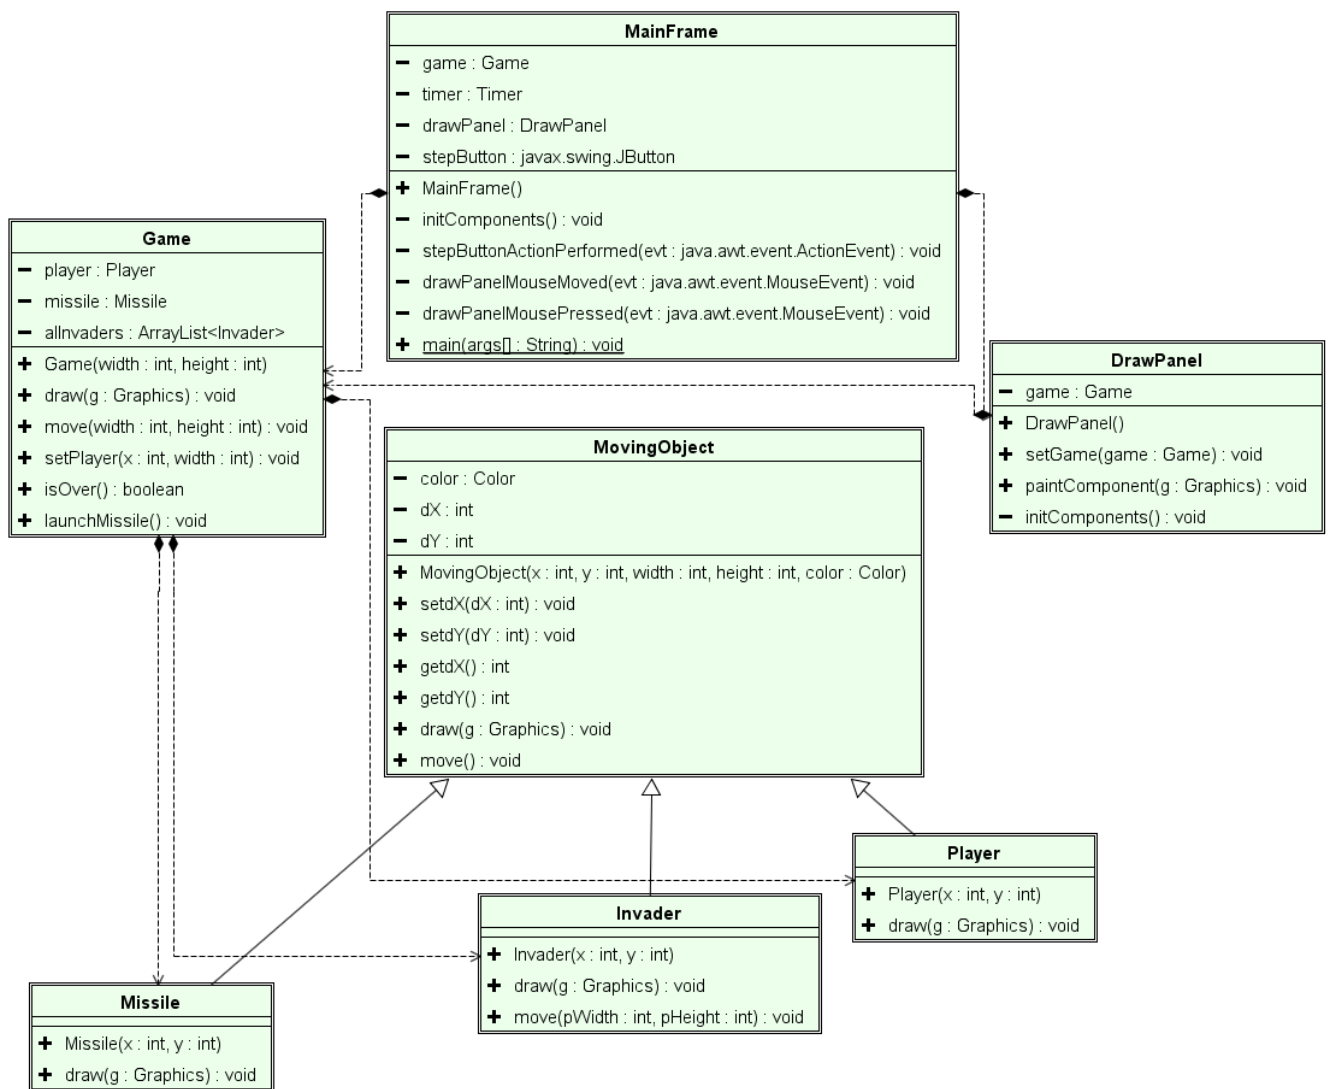 MainFrame
game : Game
timer : Timer
drawPanel : DrawPanel
stepButton : javax.swing.JButton
MainFrame()
initComponents() : void
stepButtonActionPerformed(evt : java.awt.event.ActionEvent) : void
drawPanelMouseMoved(evt : java.awt.event.MouseEvent) : void
drawPanelMousePressed(evt : java.awt.event.MouseEvent) : void
main(args[] : String) : void
Game
player : Player
missile : Missile
allInvaders : ArrayList<Invader>
Game(width : int, height : int)
draw(g : Graphics) : void
move(width : int, height : int) : void
setPlayer(x : int, width : int) : void
isOver() : boolean
launchMissile() : void
DrawPanel
game : Game
DrawPanel()
setGame(game : Game) : void
paintComponent(g : Graphics) : void
initComponents() : void
MovingObject
color : Color
dX : int
dY : int
MovingObject(x : int, y : int, width : int, height : int, color : Color)
setdX(dX : int) : void
setdY(dY : int) : void
getdX() : int
getdY() : int
draw(g : Graphics) : void
move() : void
Player
Player(x : int, y : int)
draw(g : Graphics) : void
Invader
Invader(x : int, y : int)
draw(g : Graphics) : void
move(pWidth : int, pHeight : int) : void
Missile
Missile(x : int, y : int)
draw(g : Graphics) : void